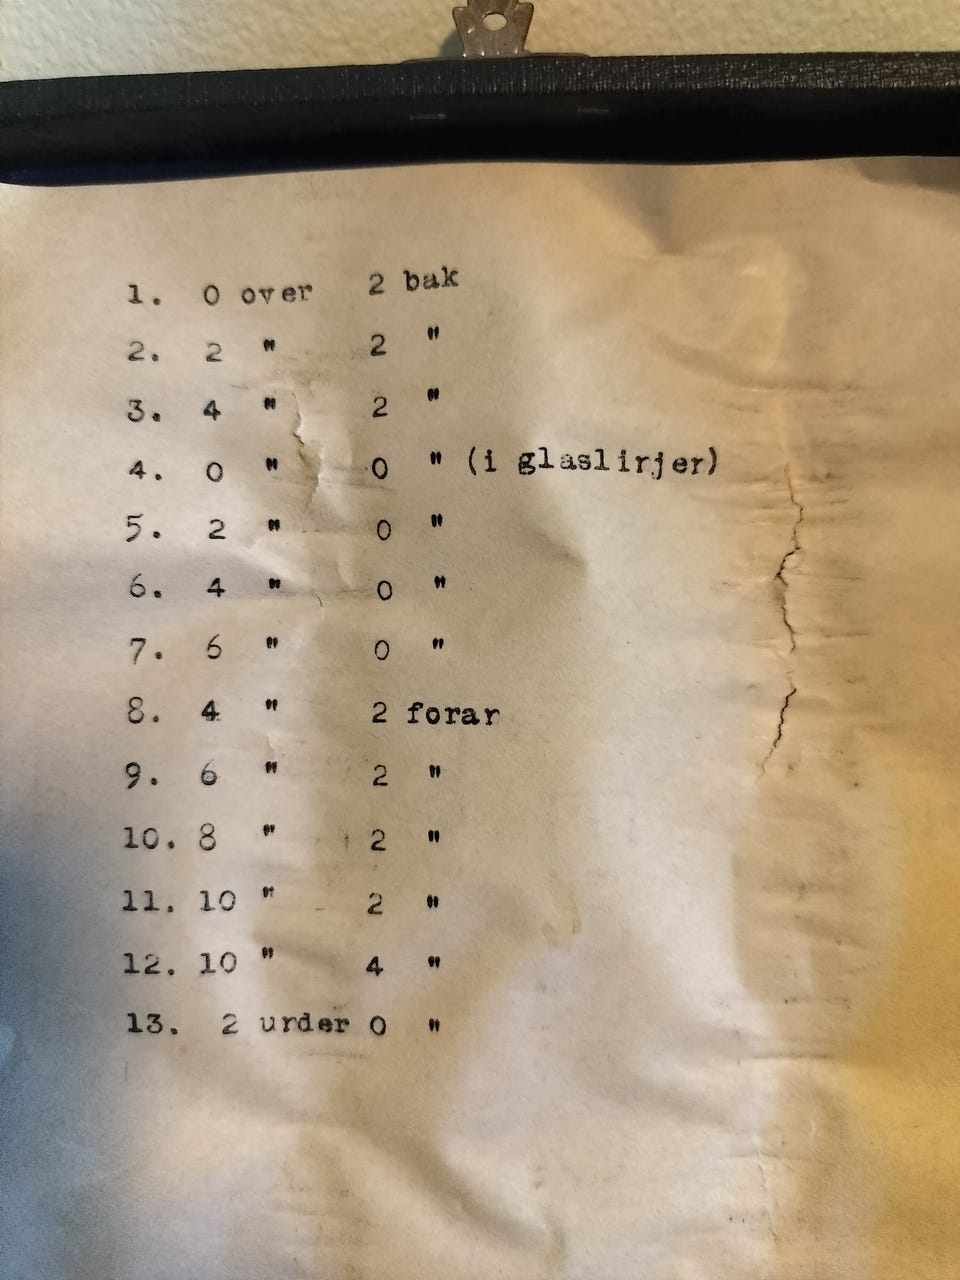 1. 0 over 2 bak
2. 2 " 2 "
3. 4 " 2 "
4. 0 " 0 " (i glaslirjer)
5. 2 " 0 "
6. 4 " 0 "
7. 6 " 0 "
8. 4 " 2 forar
9. 6 " 2 "
10. 8 " 2 "
11. 10 " 2 "
12. 10 " 4 "
13. 2 urder 0 "